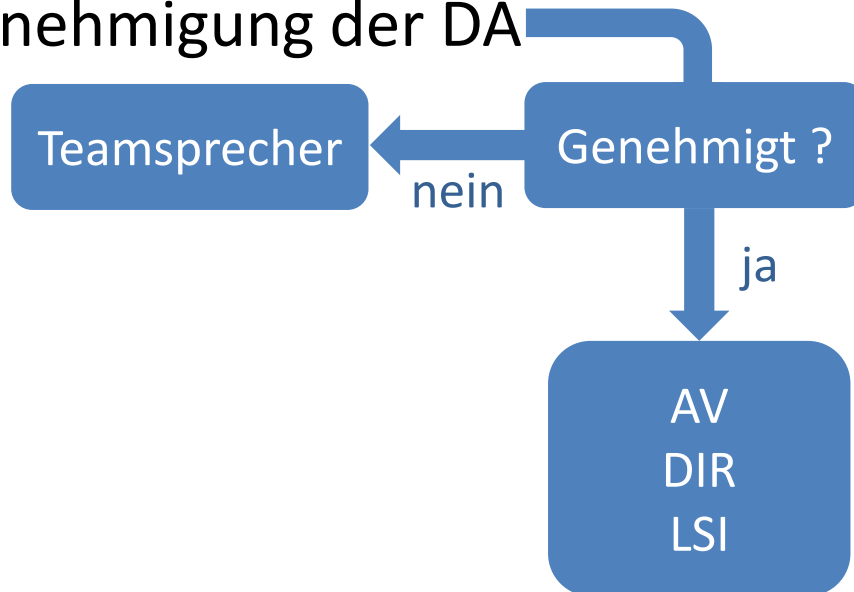 nehmigung der DA
Teamsprecher
Genehmigt ?
nein
ja
AV
DIR
LSI